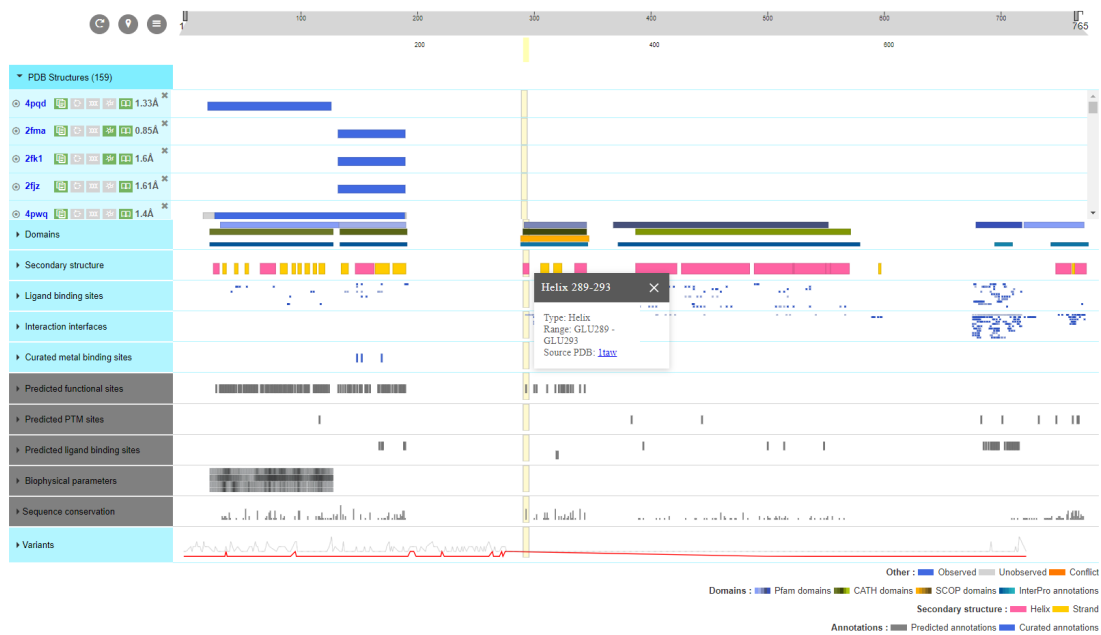 100 300 400 500 600 700
1 765
200 400 600
PDB Structures (159)
4pqd 1.33Å
2fma 0.85Å
2fk1 1.6Å
2fjz 1.61Å
4pwq 1.4Å
Domains
Secondary structure
Ligand binding sites
Helix 289-293
Interaction interfaces
Type: Helix
Range: GLU289 -
GLU293
Source PDB: 1taw
Curated metal binding sites
Predicted functional sites
Predicted PTM sites
Predicted ligand binding sites
Biophysical parameters
Sequence conservation
Variants
Other : Observed Unobserved Conflict
Domains : Pfam domains CATH domains SCOP domains InterPro annotations
Secondary structure : Helix Strand
Annotations : Predicted annotations Curated annotations